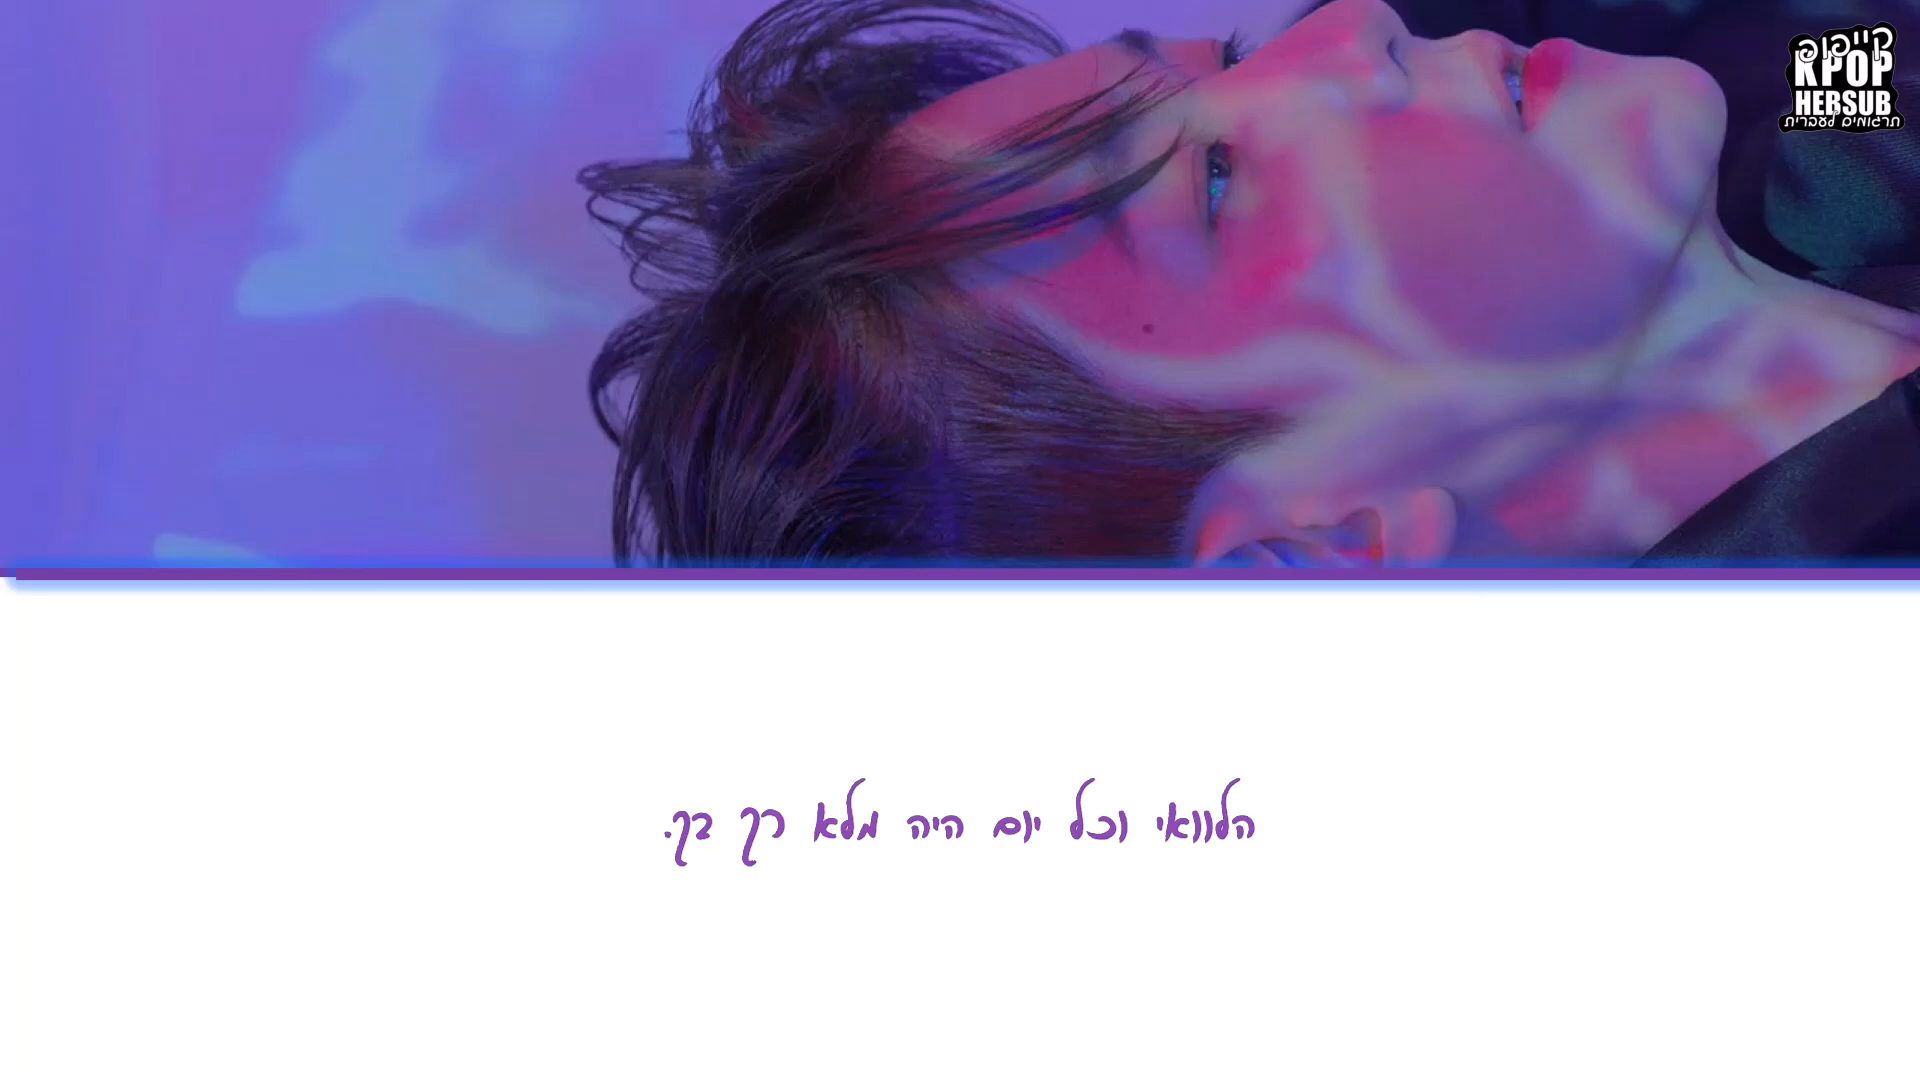 קייפופ
KPOP
HEBSUB
תרגומים לעברית
הלוואי וכל יום היה מלא רק בך.